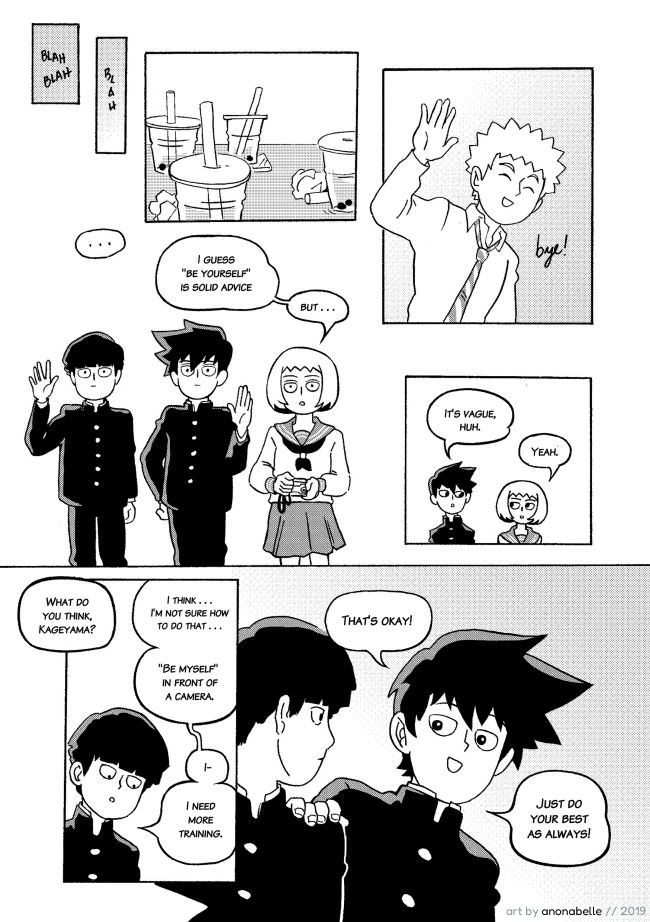 BLAH
BLAH
BLAH
bye!
...
I GUESS
"BE YOURSELF"
IS SOLID ADVICE
BUT...
IT'S VAGUE,
HUH.
YEAH.
WHAT DO
YOU THINK,
KAGEYAMA?
I THINK...
I'M NOT SURE HOW
TO DO THAT...
"BE MYSELF"
IN FRONT OF
A CAMERA.
I-
I NEED
MORE
TRAINING.
THAT'S OKAY!
JUST DO
YOUR BEST
AS ALWAYS!
art by anonabelle // 2019